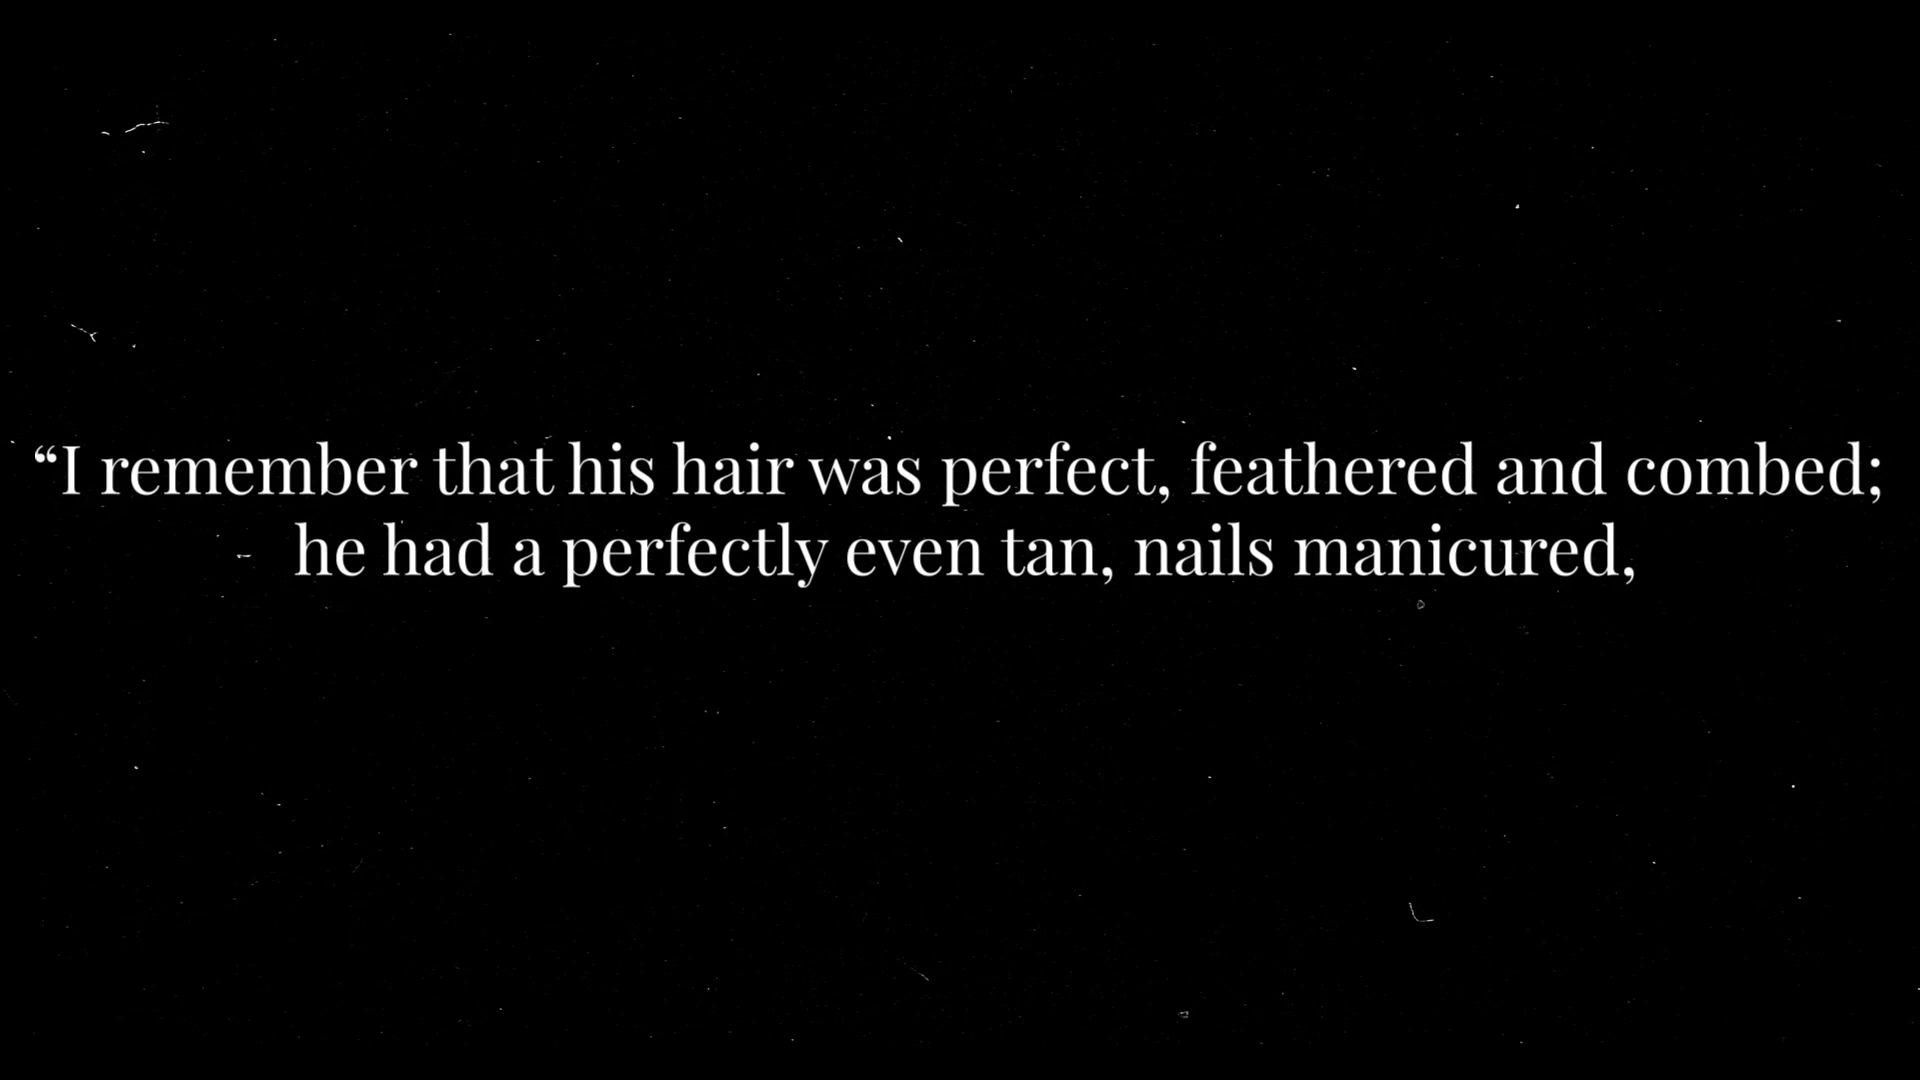 “I remember that his hair was perfect, feathered and combed;
he had a perfectly even tan, nails manicured,